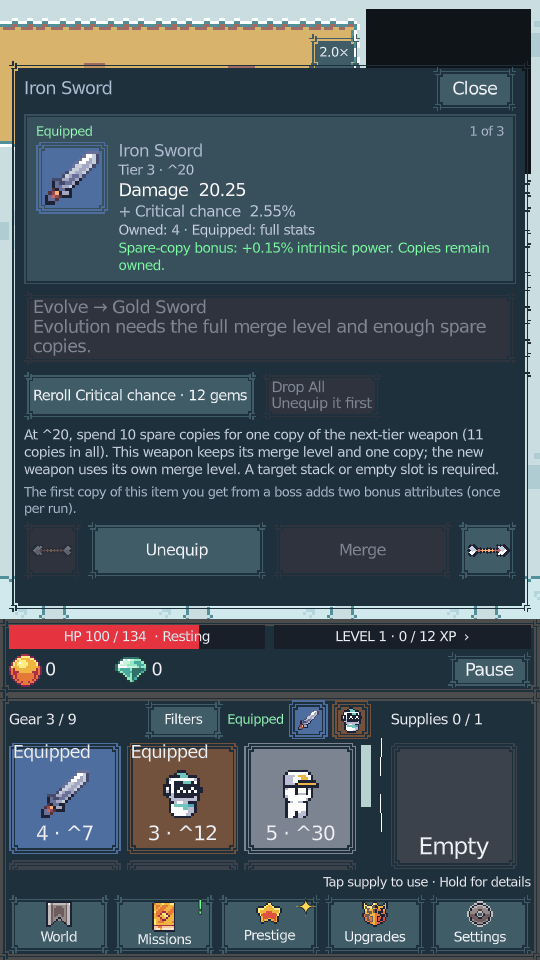 2.0×
Iron Sword
Close
Equipped
1 of 3
Iron Sword
Tier 3 · ^20
Damage 20.25
+ Critical chance 2.55%
Owned: 4 · Equipped: full stats
Spare-copy bonus: +0.15% intrinsic power. Copies remain
owned.
Evolve → Gold Sword
Evolution needs the full merge level and enough spare
copies.
Reroll Critical chance · 12 gems
Drop All
Unequip it first
At ^20, spend 10 spare copies for one copy of the next-tier weapon (11
copies in all). This weapon keeps its merge level and one copy; the new
weapon uses its own merge level. A target stack or empty slot is required.
The first copy of this item you get from a boss adds two bonus attributes (once
per run).
Unequip
Merge
HP 100 / 134 · Resting
LEVEL 1 · 0 / 12 XP ›
0
0
Pause
Gear 3 / 9
Filters
Equipped
Supplies 0 / 1
Equipped
Equipped
4 · ^7
3 · ^12
5 · ^30
Empty
Tap supply to use · Hold for details
World
Missions
!
Prestige
Upgrades
Settings